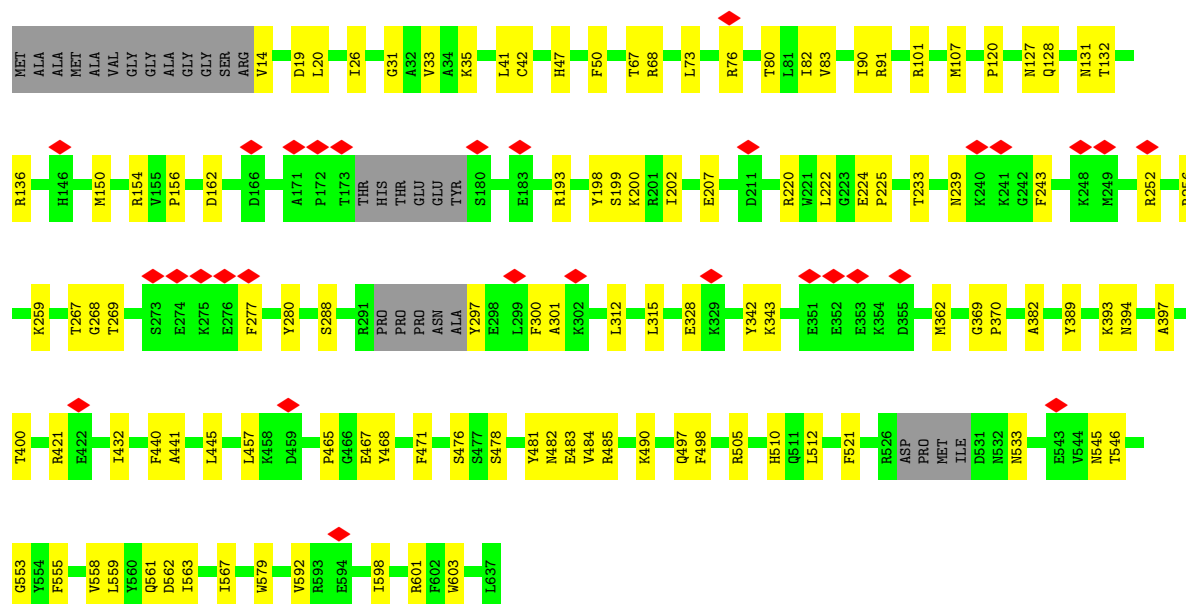 MET ALA ALA MET ALA VAL GLY GLY ALA GLY GLY SER ARG V14 D19 L20 I26 G31 A32 V33 A34 K35 L41 C42 H47 F50 T67 R68 L73 R76 T80 L81 I82 V83 I90 R91 R101 M107 P120 N127 Q128 N131 T132
R136 H146 M150 R154 V155 P156 D162 D166 A171 P172 T173 THR HIS THR GLU GLU TYR S180 E183 R193 Y198 S199 K200 R201 I202 E207 D211 R220 W221 L222 G223 E224 P225 T233 N239 K240 K241 G242 F243 K248 M249 R252
K259 T267 G268 T269 S273 E274 K275 E276 F277 Y280 S288 R291 PRO PRO PRO ASN ALA Y297 E298 L299 F300 A301 K302 L312 L315 E328 K329 Y342 K343 E351 E352 E353 K354 D355 M362 G369 P370 A382 Y389 K393 N394 A397
T400 R421 E422 I432 F440 A441 L445 L457 K458 D459 P465 G466 E467 Y468 F471 S476 S477 S478 Y481 N482 E483 V484 R485 K490 Q497 F498 R505 H510 Q511 L512 F521 R526 ASP PRO MET ILE D531 N532 N533 E543 V544 N545 T546
G553 Y554 F555 V558 L559 Y560 Q561 D562 I563 I567 W579 V592 R593 E594 I598 R601 F602 W603 L637